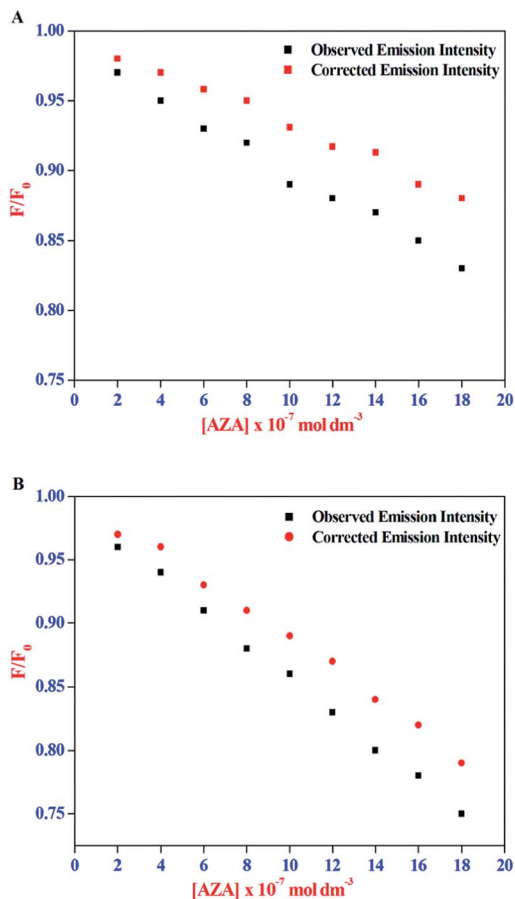 A
1.00
Observed Emission Intensity
Corrected Emission Intensity
0.95
0.90
F/F₀
0.85
0.80
0.75
0 2 4 6 8 10 12 14 16 18 20
[AZA] x 10⁻⁷ mol dm⁻³
B
1.00
Observed Emission Intensity
Corrected Emission Intensity
0.95
0.90
F/F₀
0.85
0.80
0.75
0 2 4 6 8 10 12 14 16 18 20
[AZA] x 10⁻⁷ mol dm⁻³